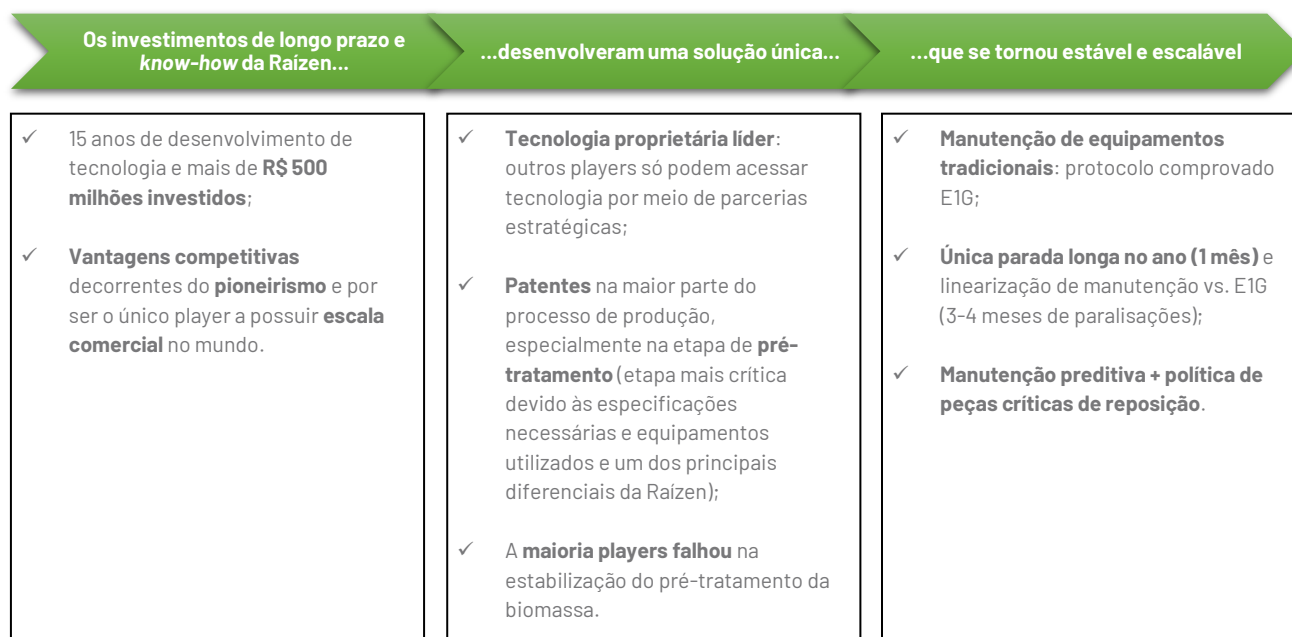 Os investimentos de longo prazo e
know-how da Raízen...
...desenvolveram uma solução única...
...que se tornou estável e escalável
✓ 15 anos de desenvolvimento de
tecnologia e mais de R$ 500
milhões investidos;
✓ Vantagens competitivas
decorrentes do pioneirismo e por
ser o único player a possuir escala
comercial no mundo.
✓ Tecnologia proprietária líder:
outros players só podem acessar
tecnologia por meio de parcerias
estratégicas;
✓ Patentes na maior parte do
processo de produção,
especialmente na etapa de pré-
tratamento (etapa mais crítica
devido às especificações
necessárias e equipamentos
utilizados e um dos principais
diferenciais da Raízen);
✓ A maioria players falhou na
estabilização do pré-tratamento da
biomassa.
✓ Manutenção de equipamentos
tradicionais: protocolo comprovado
E1G;
✓ Única parada longa no ano (1 mês) e
linearização de manutenção vs. E1G
(3-4 meses de paralisações);
✓ Manutenção preditiva + política de
peças críticas de reposição.